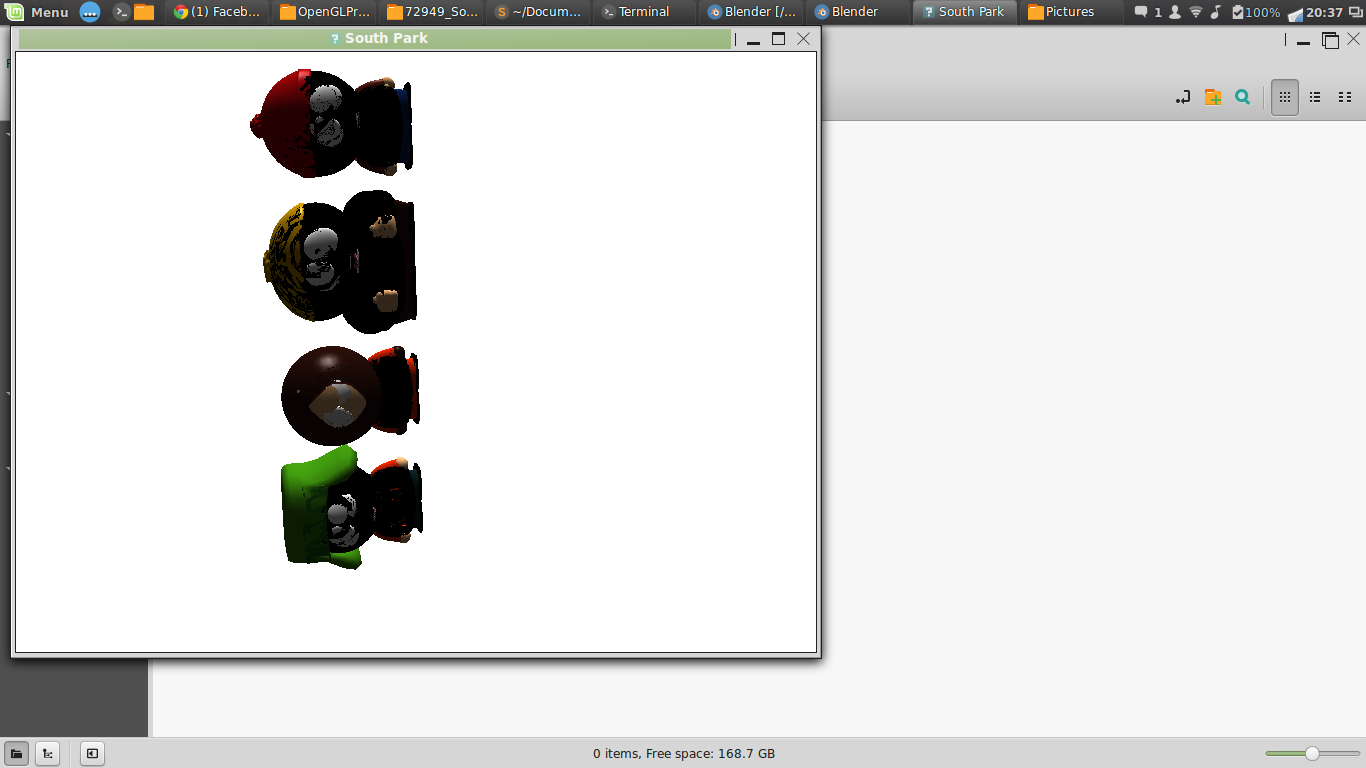 Menu
(1) Faceb...
OpenGLPr...
72949_So...
~/Docum...
Terminal
Blender [/...
Blender
South Park
Pictures
1
100%
20:37
South Park
0 items, Free space: 168.7 GB